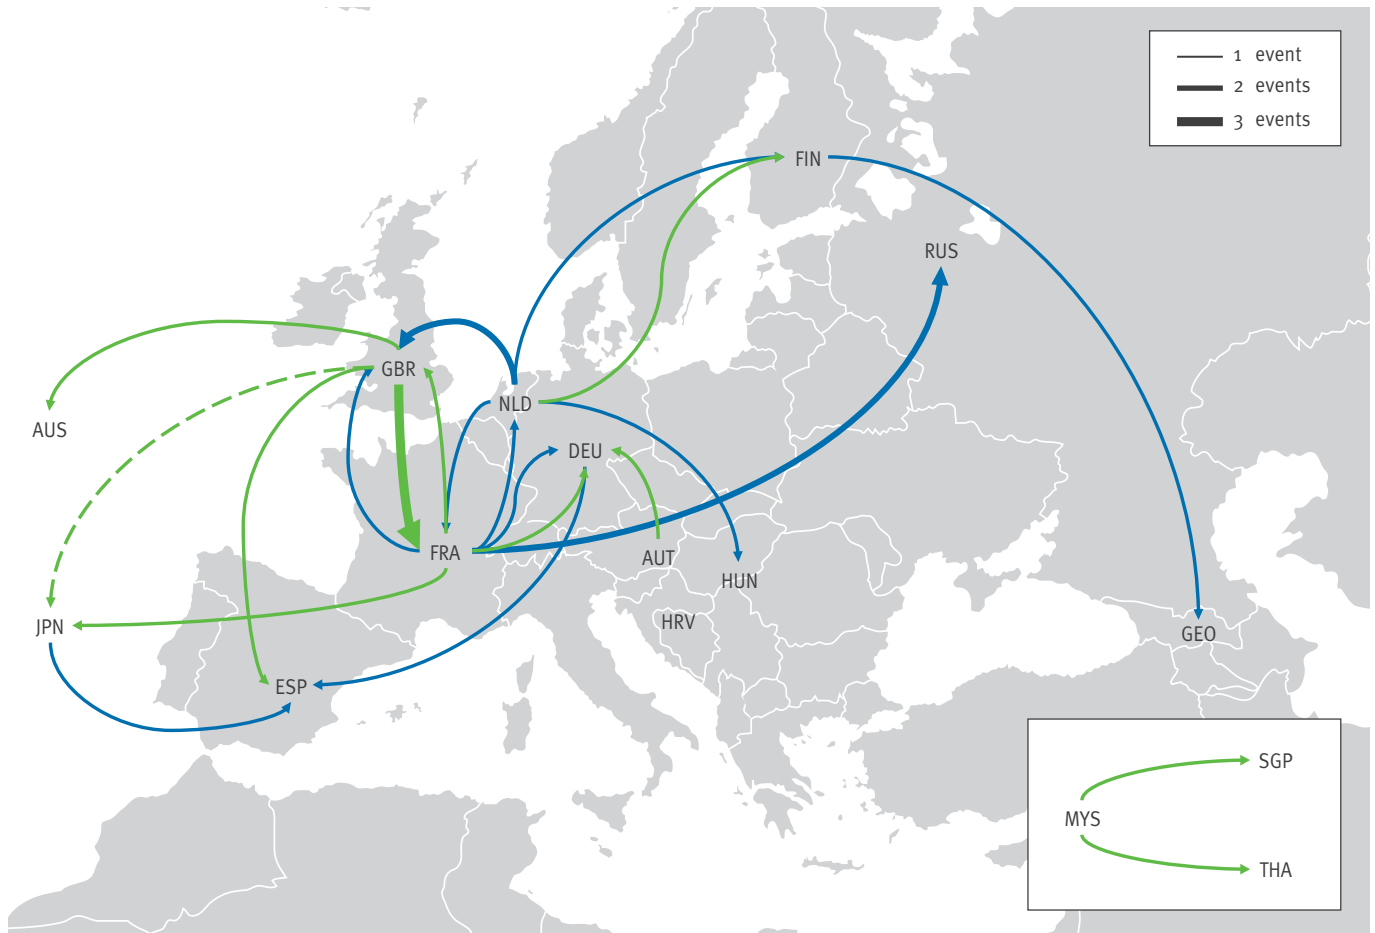 1 event
2 events
3 events
FIN
RUS
GBR
NLD
AUS
DEU
FRA
AUT
HUN
HRV
JPN
GEO
ESP
SGP
MYS
THA